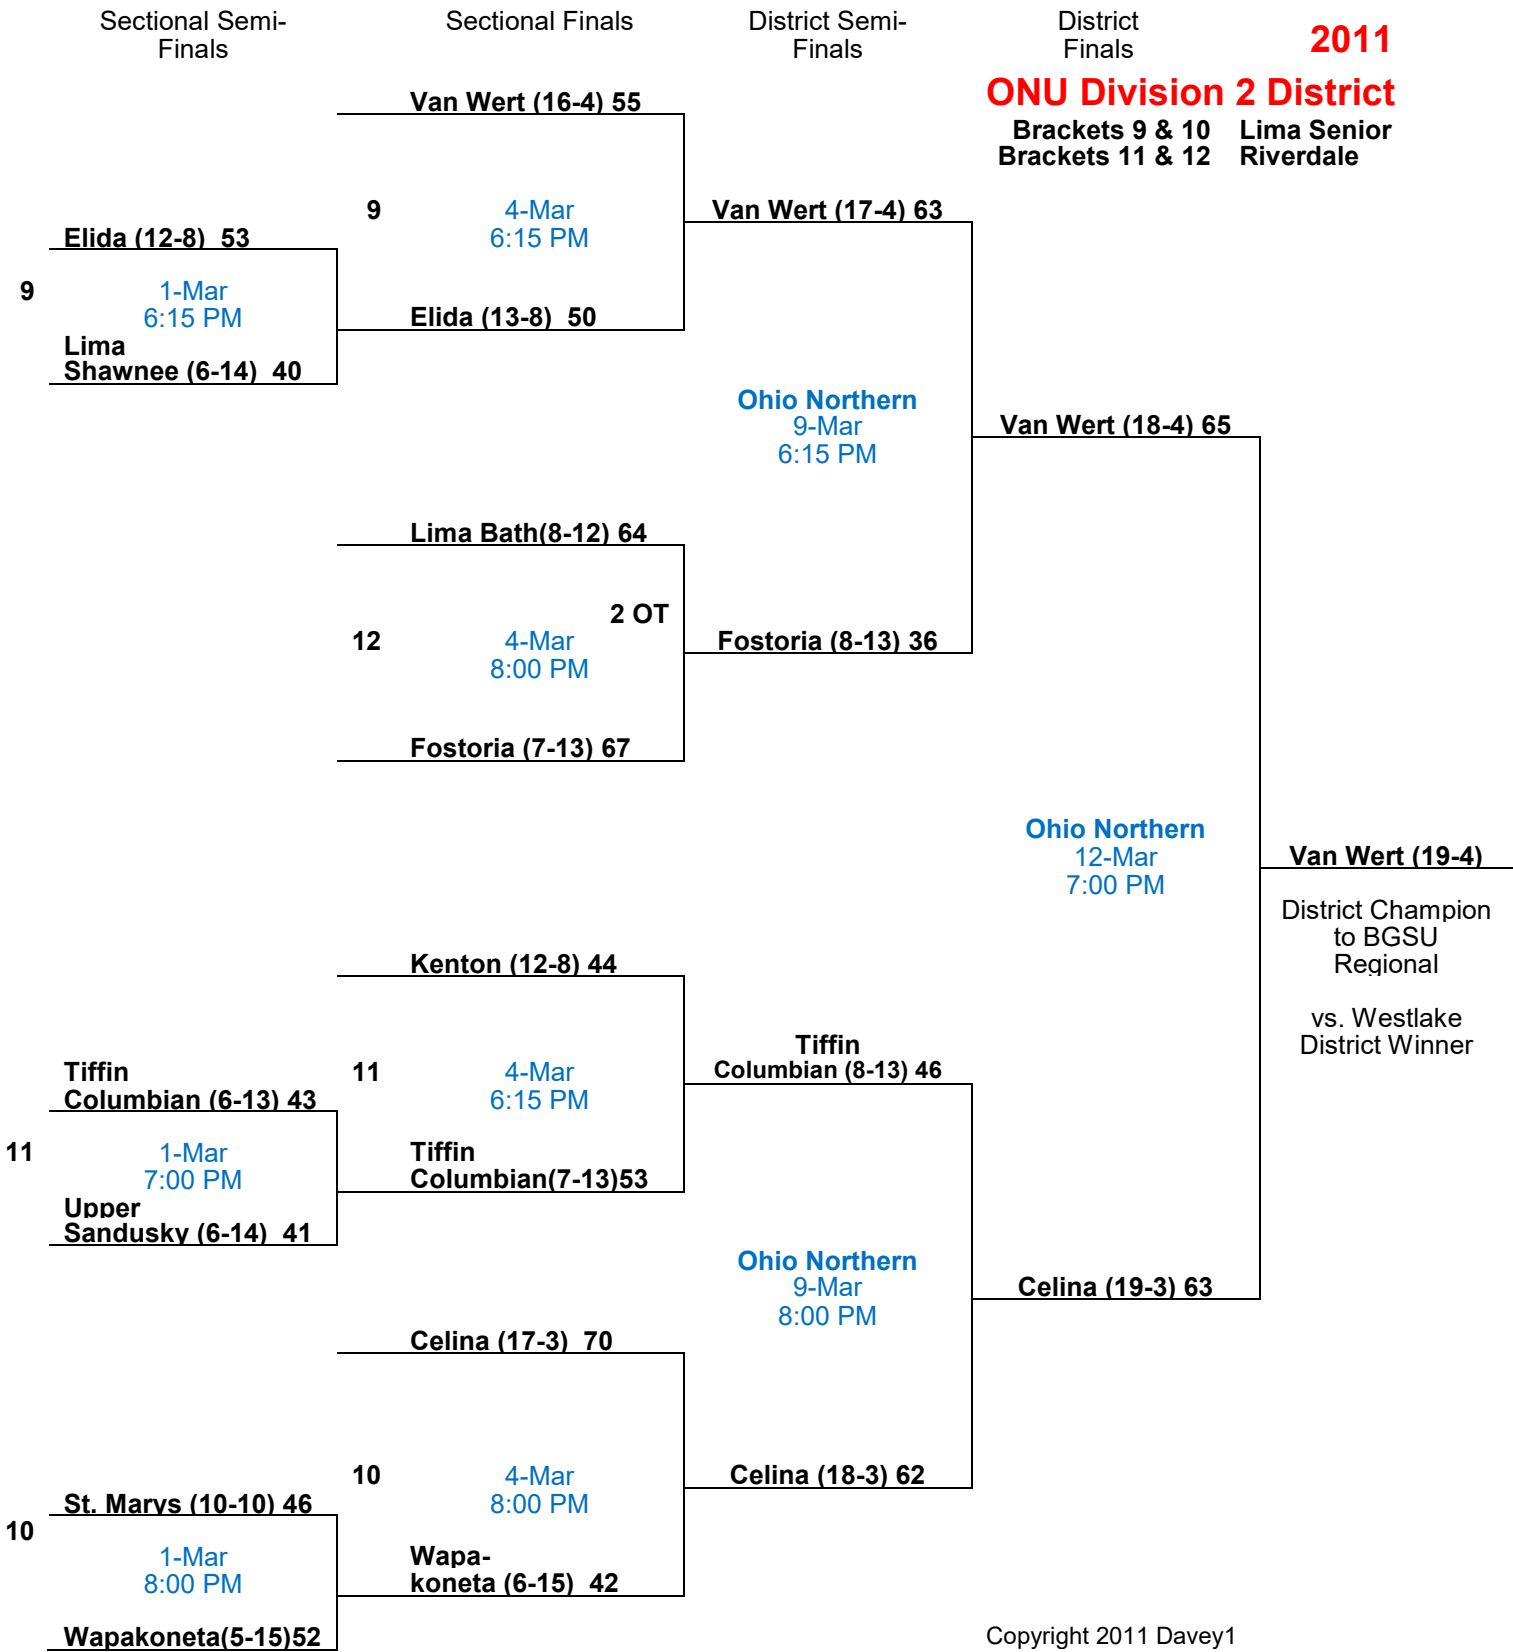 Sectional Semi-
Finals
Sectional Finals
District Semi-
Finals
District
Finals
2011
ONU Division 2 District
Brackets 9 & 10 Lima Senior
Brackets 11 & 12 Riverdale
Van Wert (16-4) 55
9
4-Mar
6:15 PM
Van Wert (17-4) 63
Elida (12-8) 53
9
1-Mar
6:15 PM
Elida (13-8) 50
Lima
Shawnee (6-14) 40
Ohio Northern
9-Mar
6:15 PM
Van Wert (18-4) 65
Lima Bath(8-12) 64
2 OT
12
4-Mar
8:00 PM
Fostoria (8-13) 36
Fostoria (7-13) 67
Ohio Northern
12-Mar
7:00 PM
Van Wert (19-4)
District Champion
to BGSU
Regional
vs. Westlake
District Winner
Kenton (12-8) 44
Tiffin
Columbian (6-13) 43
11
4-Mar
6:15 PM
Tiffin
Columbian (8-13) 46
11
1-Mar
7:00 PM
Tiffin
Columbian(7-13)53
Upper
Sandusky (6-14) 41
Ohio Northern
9-Mar
8:00 PM
Celina (19-3) 63
Celina (17-3) 70
10
4-Mar
8:00 PM
Celina (18-3) 62
St. Marys (10-10) 46
10
1-Mar
8:00 PM
Wapa-
koneta (6-15) 42
Wapakoneta(5-15)52
Copyright 2011 Davey1